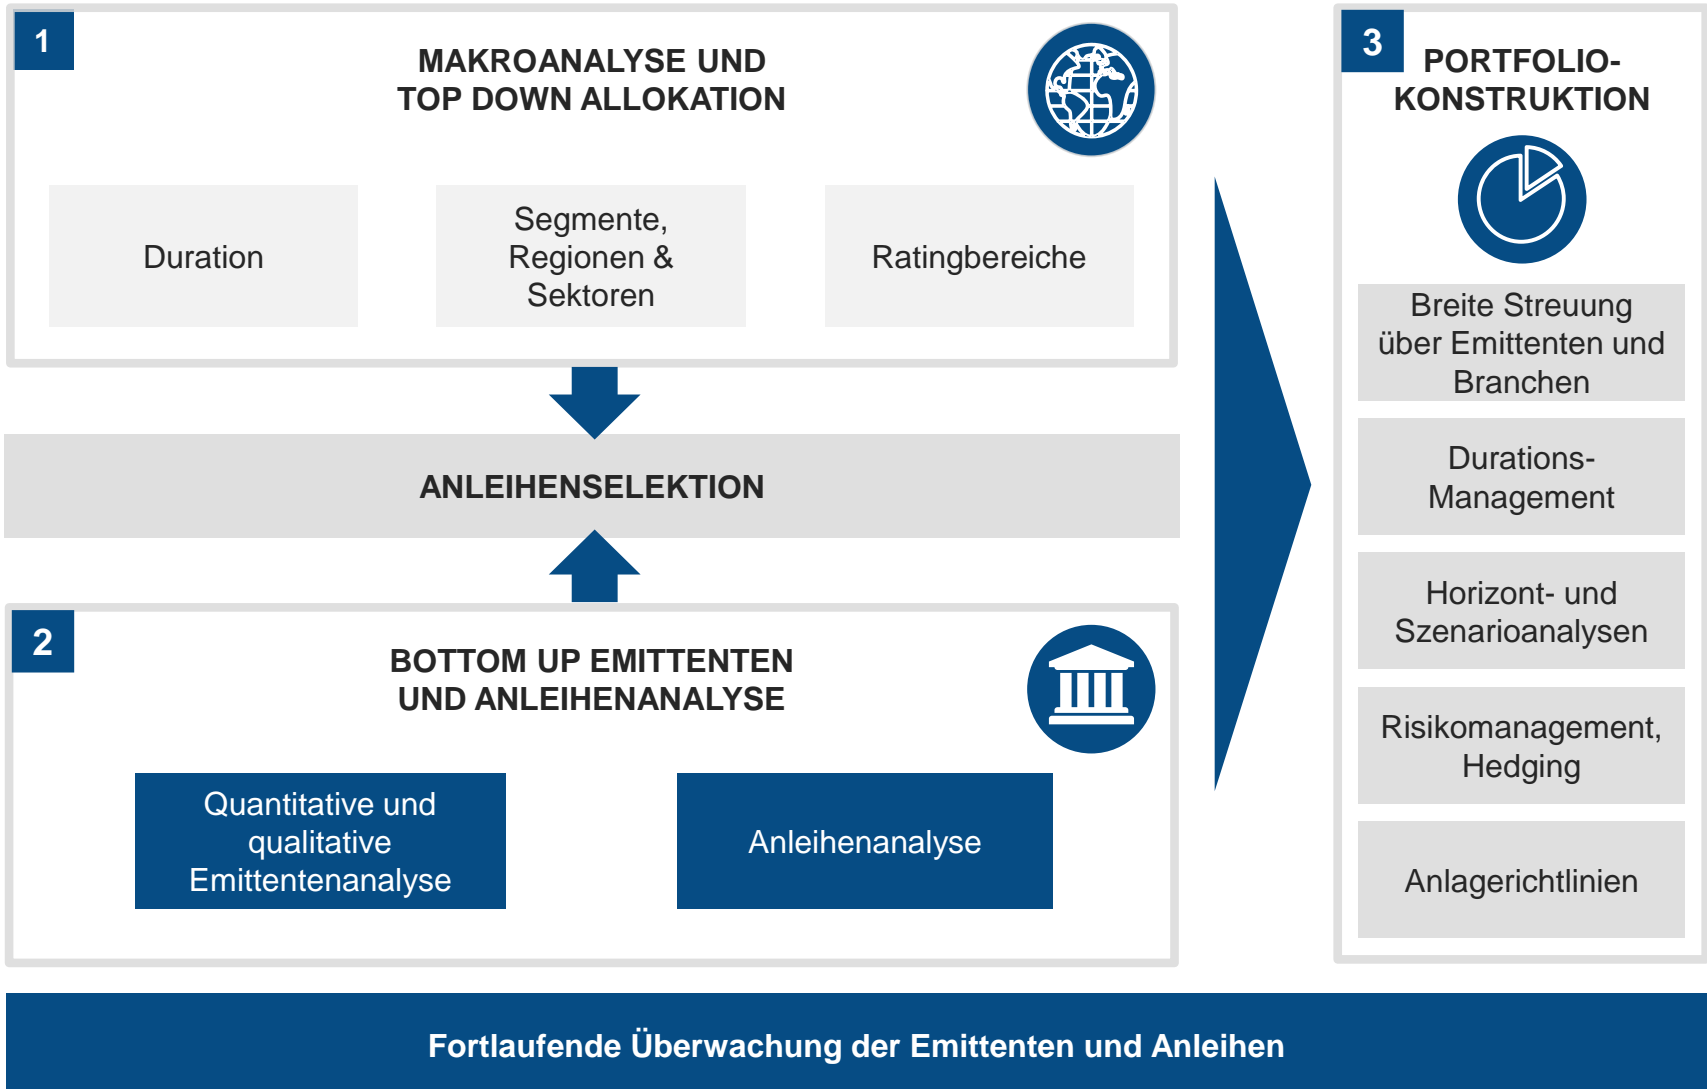 1
MAKROANALYSE UND
TOP DOWN ALLOKATION
Duration
Segmente,
Regionen &
Sektoren
Ratingbereiche
ANLEIHENSELEKTION
2
BOTTOM UP EMITTENTEN
UND ANLEIHENANALYSE
Quantitative und
qualitative
Emittentenanalyse
Anleihenanalyse
3
PORTFOLIO-
KONSTRUKTION
Breite Streuung
über Emittenten und
Branchen
Durations-
Management
Horizont- und
Szenarioanalysen
Risikomanagement,
Hedging
Anlagerichtlinien
Fortlaufende Überwachung der Emittenten und Anleihen